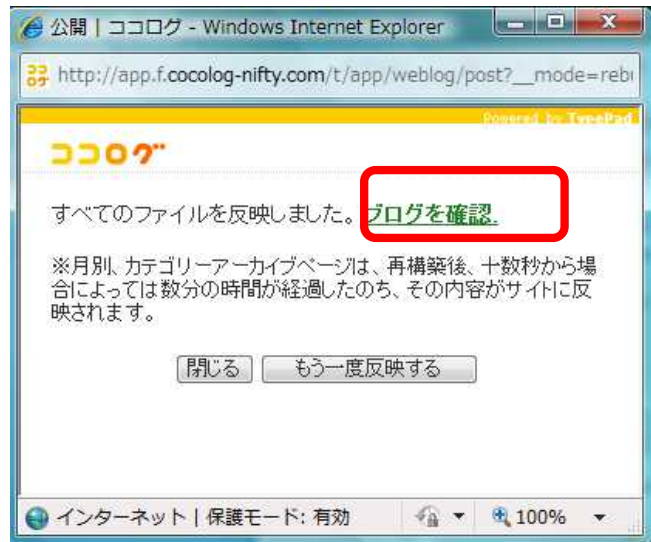 公開 | ココログ - Windows Internet Explorer
ココログ http://app.f.cocolog-nifty.com/t/app/weblog/post?__mode=reb
Powered by TypePad
ココログ
すべてのファイルを反映しました。 ブログを確認.
※月別、カテゴリーアーカイブページは、再構築後、十数秒から場
合によっては数分の時間が経過したのち、その内容がサイトに反
映されます。
閉じる もう一度反映する
インターネット | 保護モード: 有効 100%